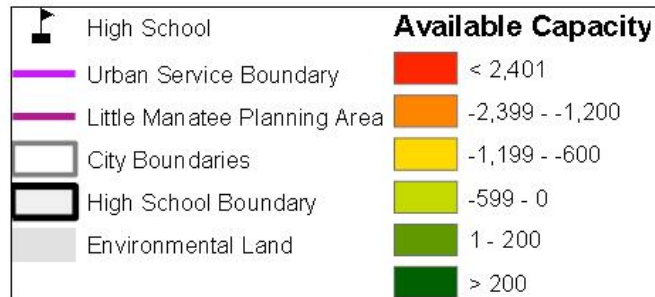 High School
Urban Service Boundary
Little Manatee Planning Area
City Boundaries
High School Boundary
Environmental Land
Available Capacity
< 2,401
-2,399 - -1,200
-1,199 - -600
-599 - 0
1 - 200
> 200